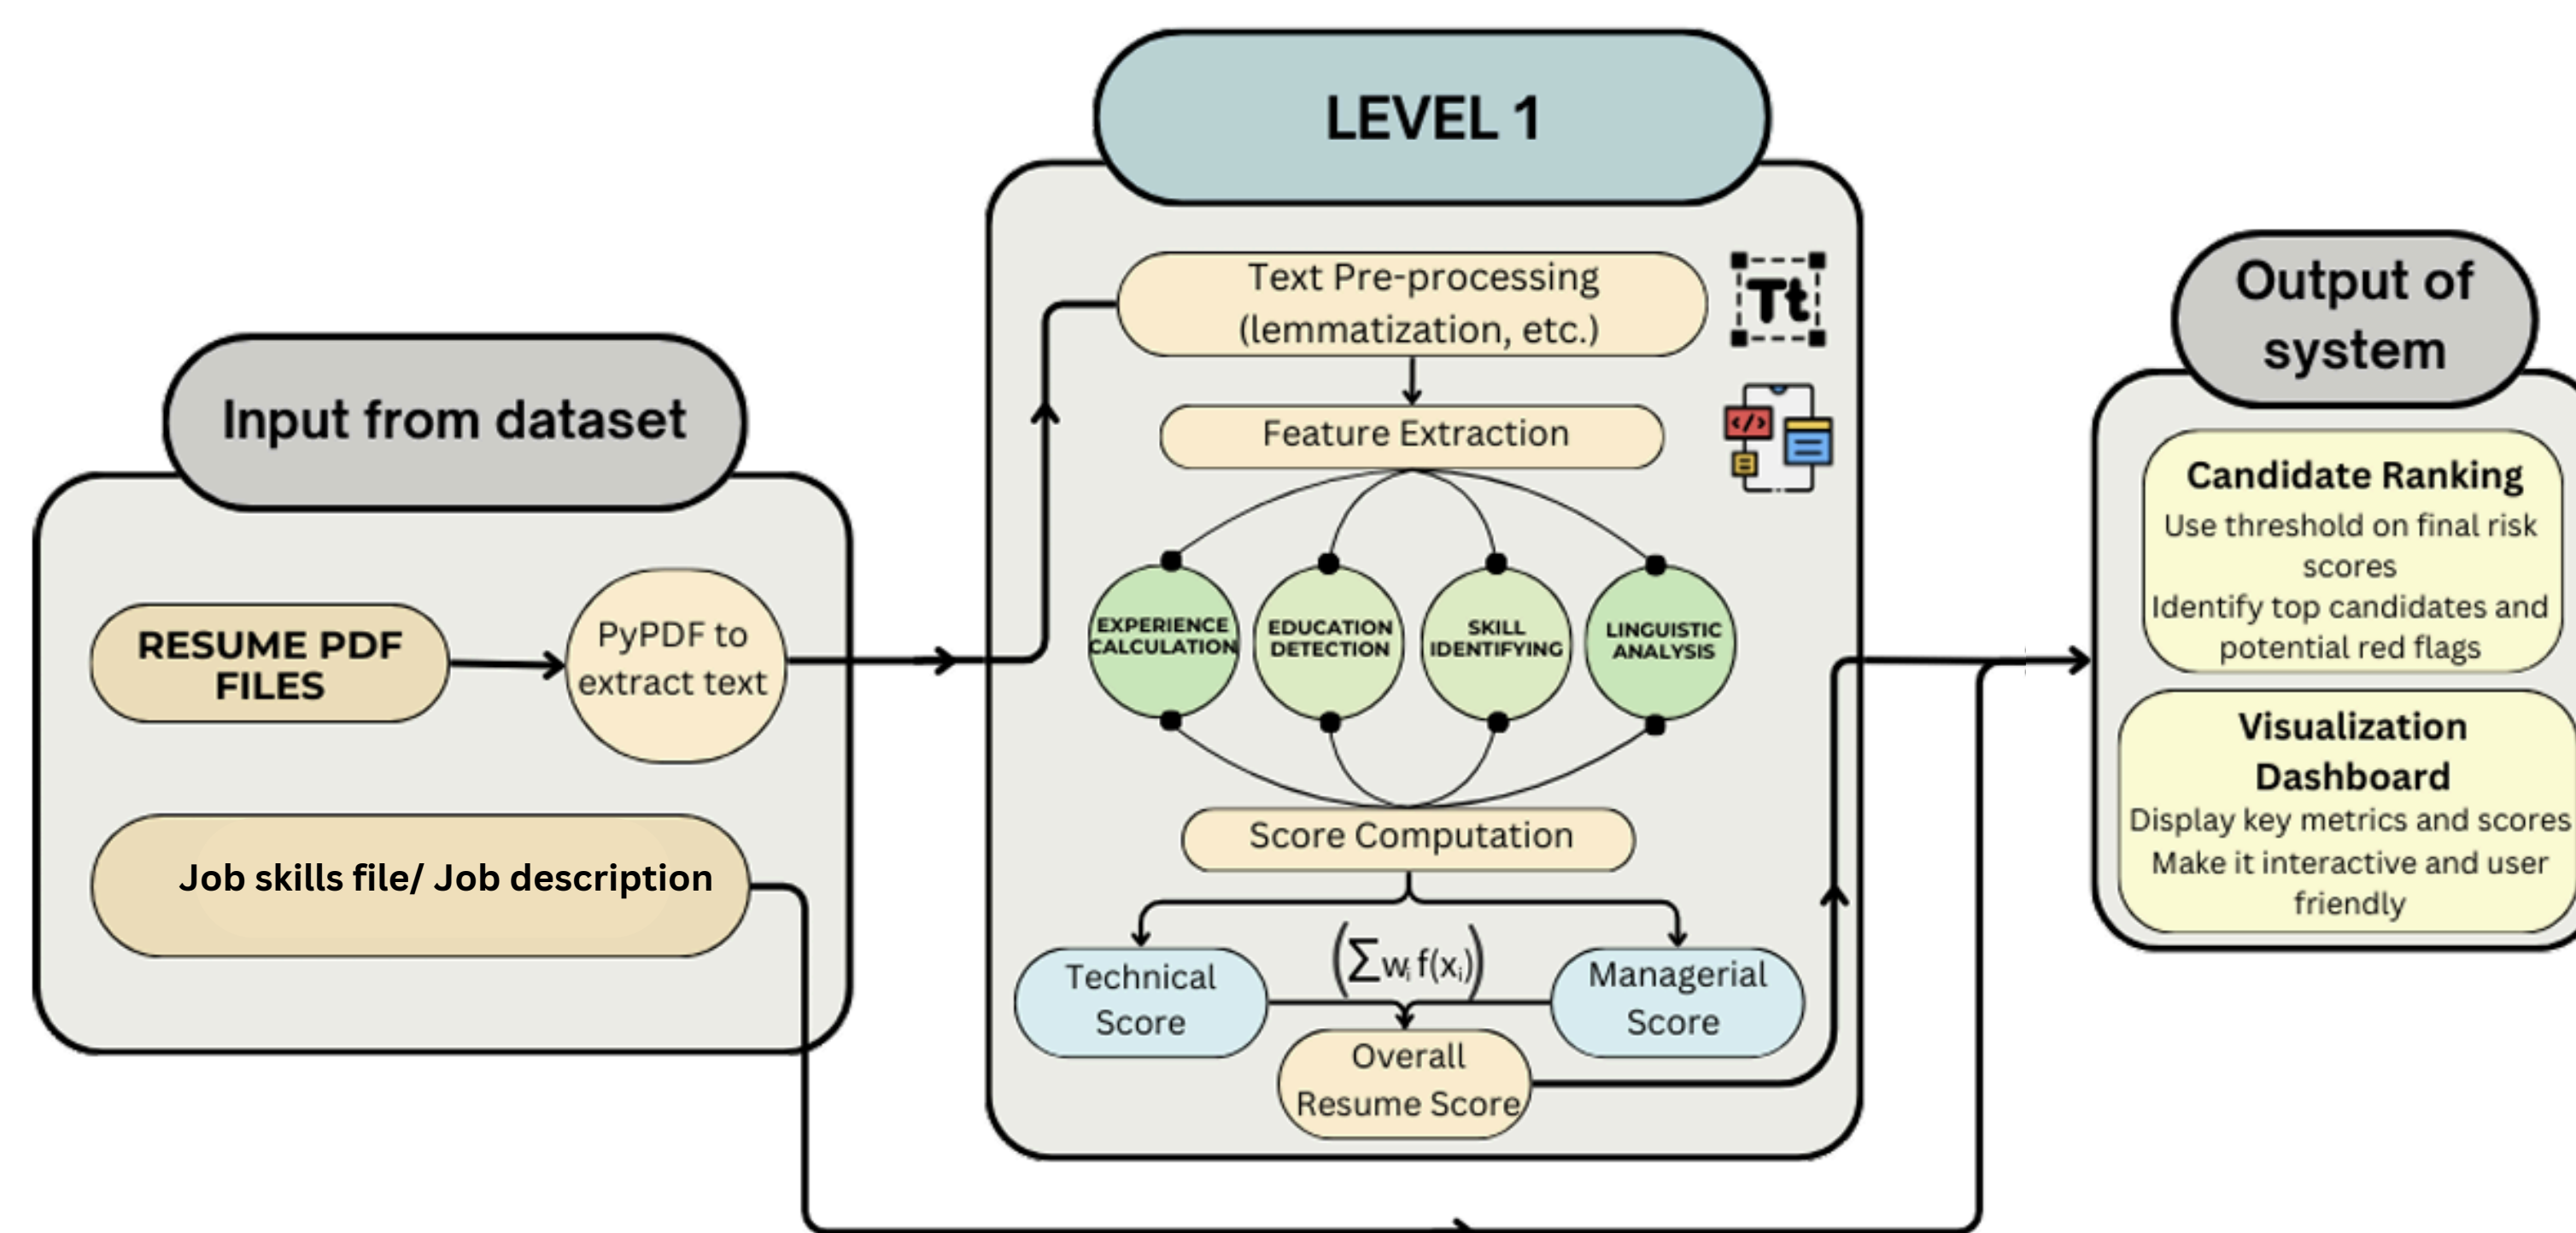 LEVEL 1
Input from dataset
RESUME PDF
FILES
PyPDF to
extract text
Job skills file/ Job description
Text Pre-processing
(lemmatization, etc.)
Tt
Feature Extraction
</>
EXPERIENCE
CALCULATION
EDUCATION
DETECTION
SKILL
IDENTIFYING
LINGUISTIC
ANALYSIS
Score Computation
Technical
Score
(∑wᵢ f(xᵢ))
Managerial
Score
Overall
Resume Score
Output of
system
Candidate Ranking
Use threshold on final risk
scores
Identify top candidates and
potential red flags
Visualization
Dashboard
Display key metrics and scores
Make it interactive and user
friendly